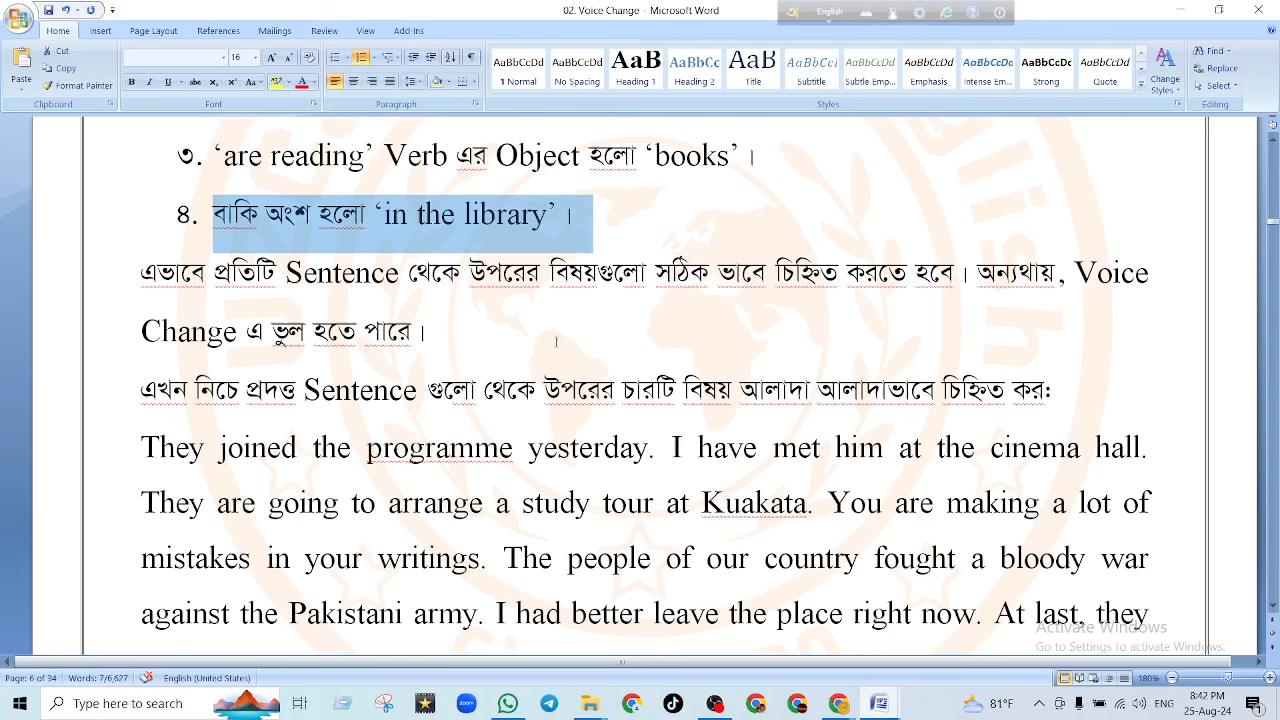 02. Voice Change - Microsoft Word
English
Home Insert Page Layout References Mailings Review View Add-Ins
Paste Cut Copy Format Painter
16
Clipboard Font Paragraph Styles Editing
AaBbCcDd AaBbCcDd AaB AaBbCc AaB AaBbCc( AaBbCcDd AaBbCcDd AaBbCcDd AaBbCcDd AaBbCcDd
¶ Normal No Spacing Heading 1 Heading 2 Title Subtitle Subtle Emp... Emphasis Intense Em... Strong Quote
Change Styles
Find Replace Select
৩. ‘are reading’ Verb এর Object হলো ‘books’।
৪. বাকি অংশ হলো ‘in the library’।
এভাবে প্রতিটি Sentence থেকে উপরের বিষয়গুলো সঠিক ভাবে চিহ্নিত করতে হবে। অন্যথায়, Voice
Change এ ভুল হতে পারে।
এখন নিচে প্রদত্ত Sentence গুলো থেকে উপরের চারটি বিষয় আলাদা আলাদাভাবে চিহ্নিত কর:
They joined the programme yesterday. I have met him at the cinema hall.
They are going to arrange a study tour at Kuakata. You are making a lot of
mistakes in your writings. The people of our country fought a bloody war
against the Pakistani army. I had better leave the place right now. At last, they
Activate Windows
Go to Settings to activate Windows.
Page: 6 of 34 Words: 7/6,627 English (United States) 180%
Type here to search
81°F ENG 8:42 PM
25-Aug-24